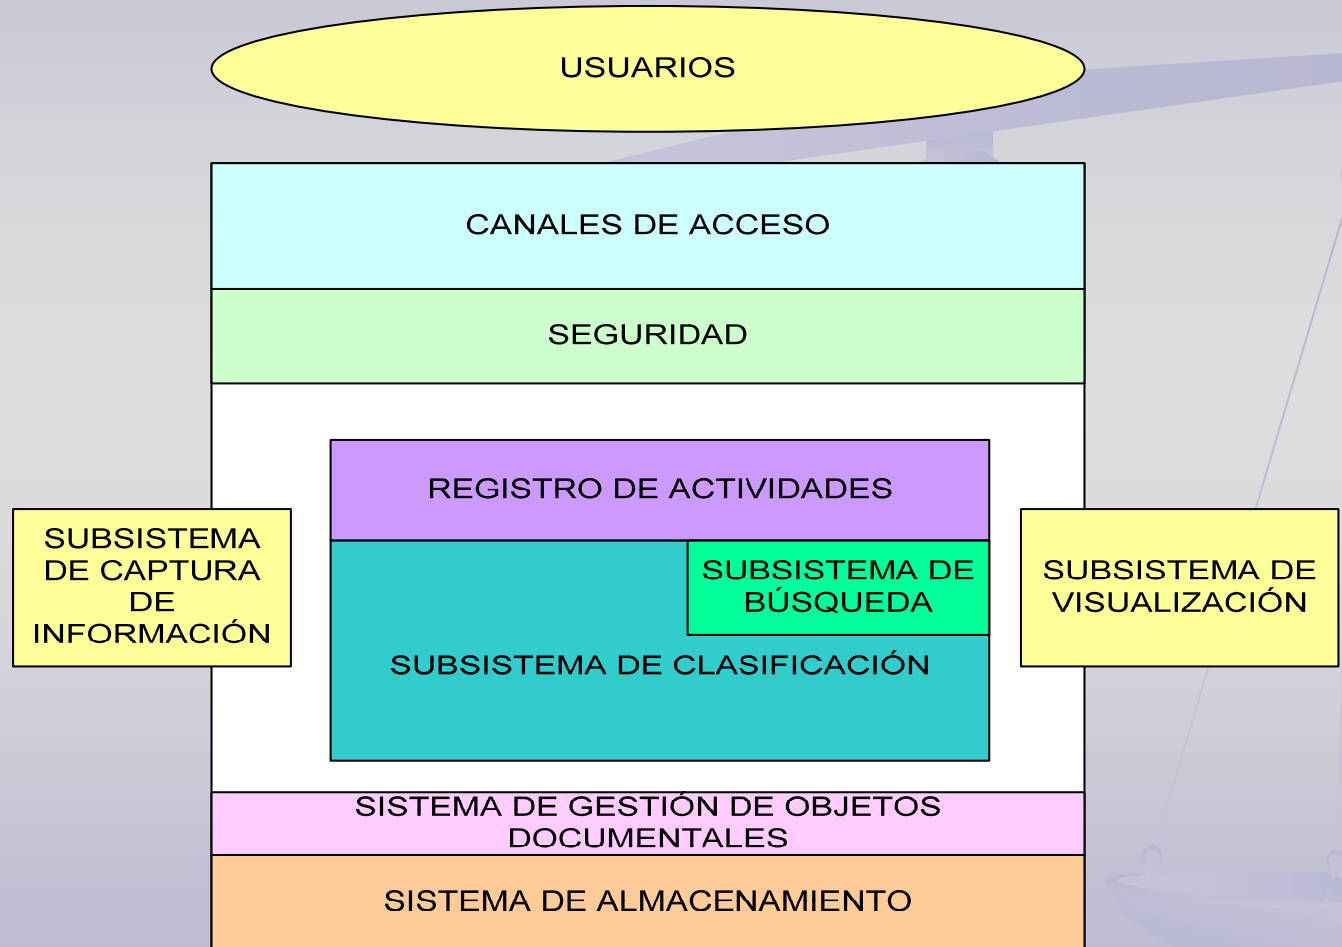 USUARIOS
CANALES DE ACCESO
SEGURIDAD
REGISTRO DE ACTIVIDADES
SUBSISTEMA
DE CAPTURA
DE
INFORMACIÓN
SUBSISTEMA DE
BÚSQUEDA
SUBSISTEMA DE CLASIFICACIÓN
SUBSISTEMA DE
VISUALIZACIÓN
SISTEMA DE GESTIÓN DE OBJETOS
DOCUMENTALES
SISTEMA DE ALMACENAMIENTO